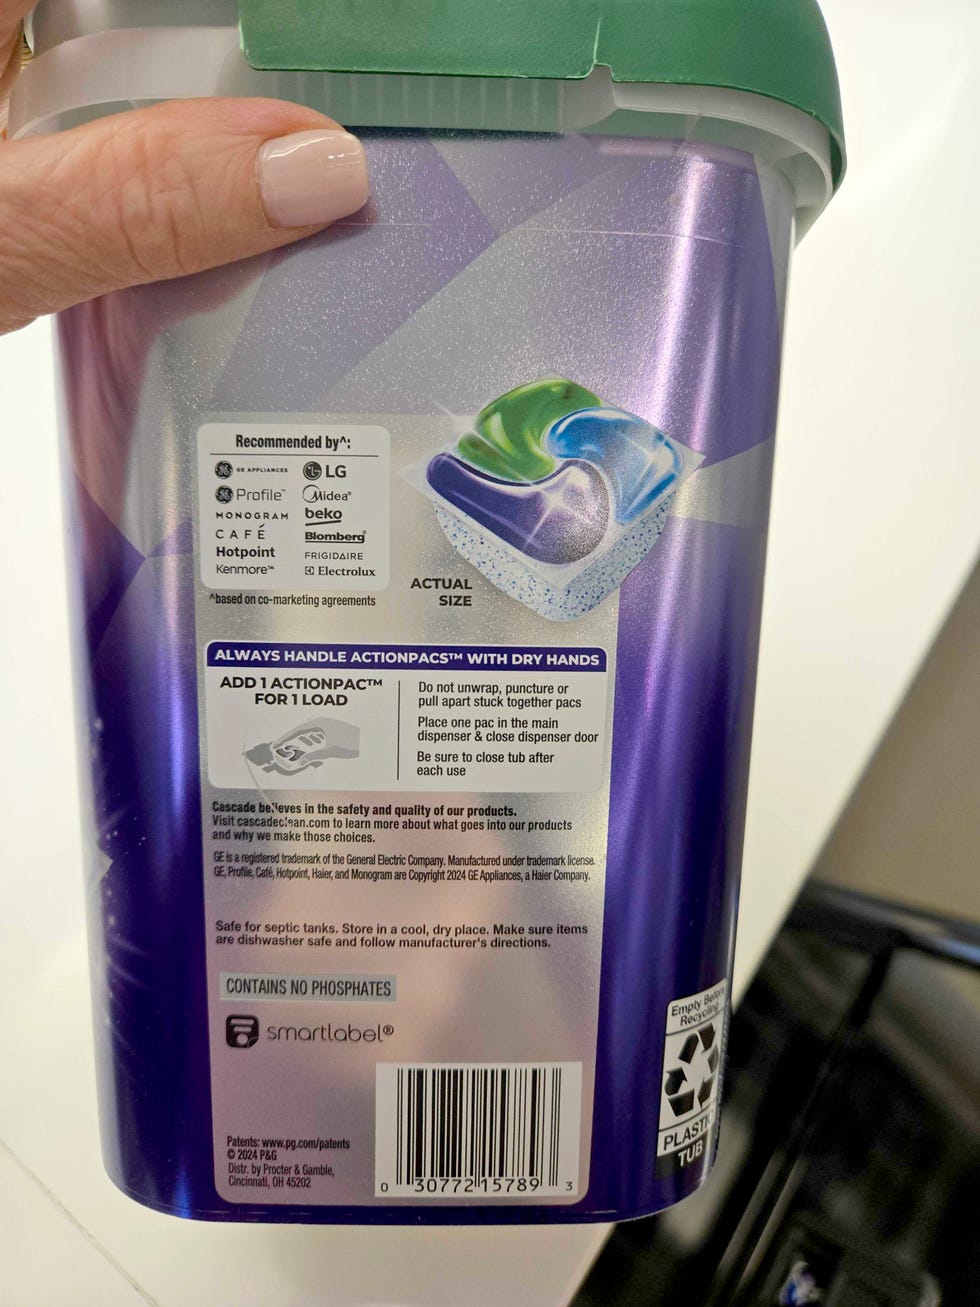 Recommended by^:
GE APPLIANCES
LG
Profile™
Midea®
MONOGRAM
beko
CAFÉ
Blomberg®
Hotpoint
FRIGIDAIRE
Kenmore™
Electrolux
^based on co-marketing agreements
ACTUAL
SIZE
ALWAYS HANDLE ACTIONPACS™ WITH DRY HANDS
ADD 1 ACTIONPAC™
FOR 1 LOAD
Do not unwrap, puncture or
pull apart stuck together pacs
Place one pac in the main
dispenser & close dispenser door
Be sure to close tub after
each use
Cascade believes in the safety and quality of our products.
Visit cascadeclean.com to learn more about what goes into our products
and why we make those choices.
GE is a registered trademark of the General Electric Company. Manufactured under trademark license.
GE, Profile, Café, Hotpoint, Haier, and Monogram are Copyright 2024 GE Appliances, a Haier Company.
Safe for septic tanks. Store in a cool, dry place. Make sure items
are dishwasher safe and follow manufacturer's directions.
CONTAINS NO PHOSPHATES
smartlabel®
Patents: www.pg.com/patents
© 2024 P&G
Distr. by Procter & Gamble,
Cincinnati, OH 45202
0 30772 15789 3
Empty Before
Recycling
PLASTIC
TUB